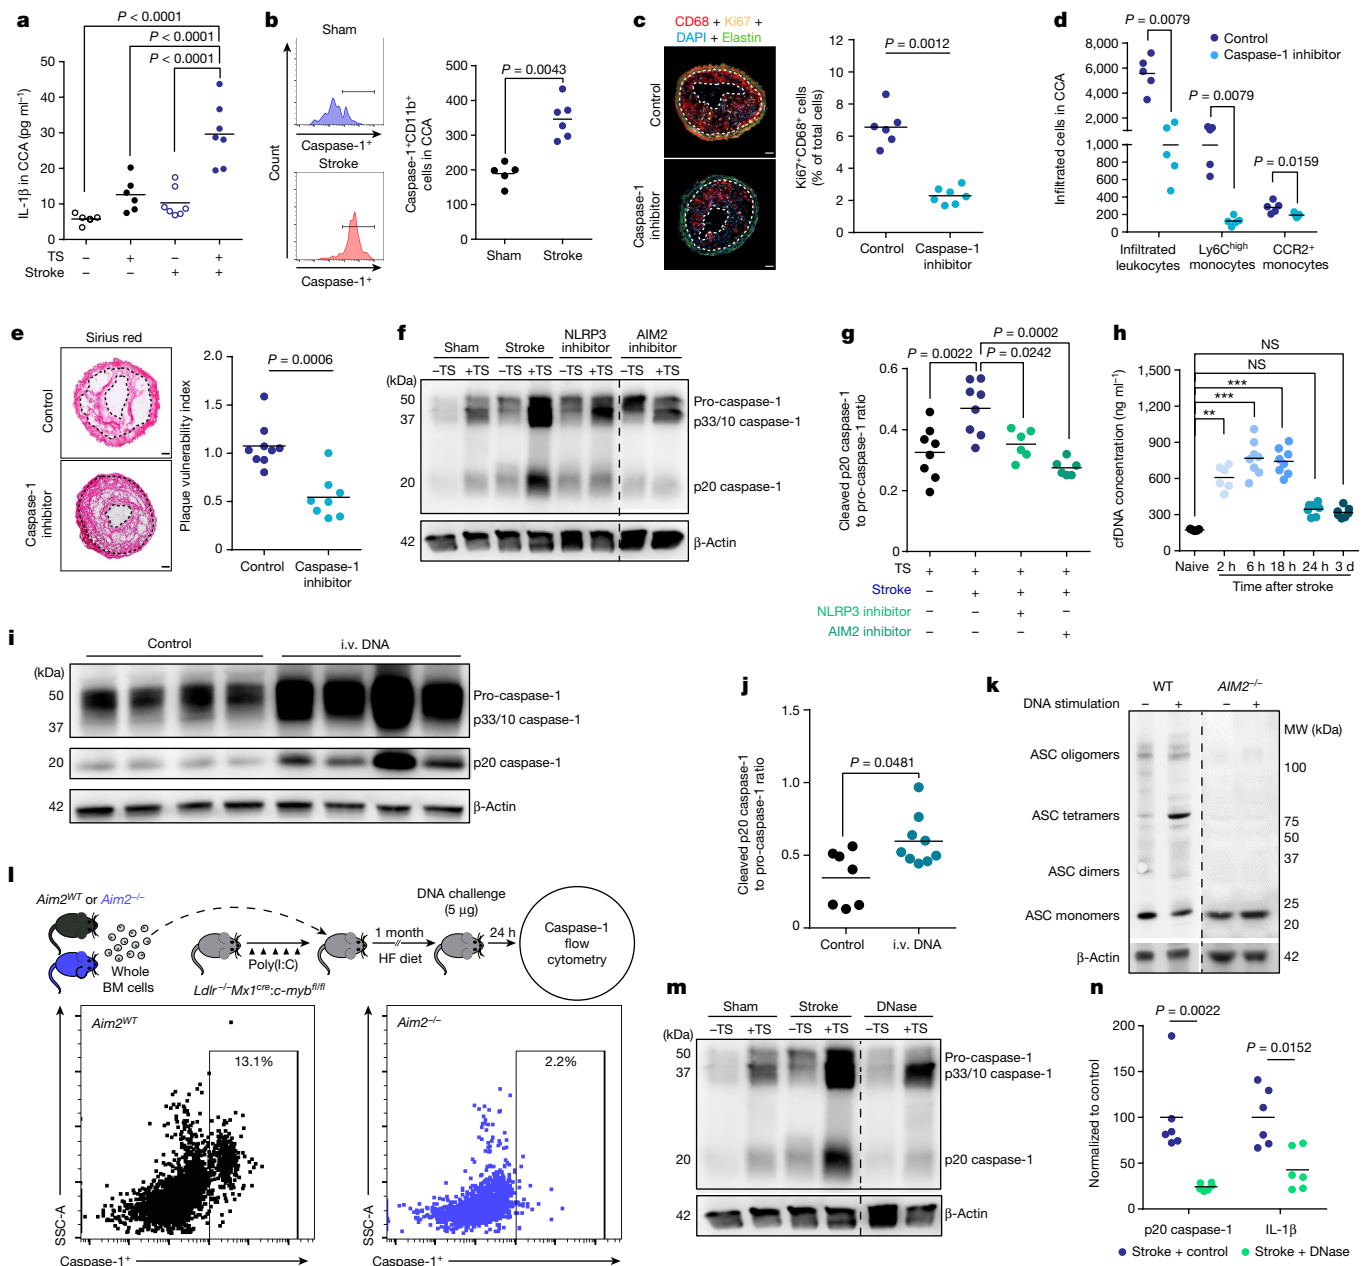 a
P < 0.0001
P < 0.0001
P < 0.0001
IL-1β in CCA (pg ml⁻¹)
50
40
30
20
10
0
TS – + – +
Stroke – – + +
b
Sham
Caspase-1⁺
Stroke
Caspase-1⁺
Count
P = 0.0043
Caspase-1⁺CD11b⁺
cells in CCA
500
400
300
200
100
0
Sham
Stroke
c
CD68 + Ki67 +
DAPI + Elastin
Control
Caspase-1
inhibitor
P = 0.0012
Ki67⁺CD68⁺ cells
(% of total cells)
12
10
8
6
4
2
0
Control
Caspase-1
inhibitor
d
P = 0.0079
Control
Caspase-1 inhibitor
P = 0.0079
P = 0.0159
Infiltrated cells in CCA
8,000
6,000
4,000
2,000
1,000
800
600
400
200
0
Infiltrated
leukocytes
Ly6Chigh
monocytes
CCR2⁺
monocytes
e
Sirius red
Control
Caspase-1
inhibitor
P = 0.0006
Plaque vulnerability index
2.0
1.5
1.0
0.5
0
Control
Caspase-1
inhibitor
f
Sham
Stroke
NLRP3
inhibitor
AIM2
inhibitor
–TS +TS –TS +TS –TS +TS –TS +TS
(kDa)
50
37
20
42
Pro-caspase-1
p33/10 caspase-1
p20 caspase-1
β-Actin
g
P = 0.0002
P = 0.0022
P = 0.0242
Cleaved p20 caspase-1
to pro-caspase-1 ratio
0.6
0.4
0.2
0
TS + + + +
Stroke – + + +
NLRP3 inhibitor – – + –
AIM2 inhibitor – – – +
h
NS
NS
***
***
**
cfDNA concentration (ng ml⁻¹)
1,500
1,200
900
600
300
0
Naive 2 h 6 h 18 h 24 h 3 d
Time after stroke
i
Control
i.v. DNA
(kDa)
50
37
20
42
Pro-caspase-1
p33/10 caspase-1
p20 caspase-1
β-Actin
j
P = 0.0481
Cleaved p20 caspase-1
to pro-caspase-1 ratio
1.5
1.0
0.5
0
Control
i.v. DNA
k
WT
AIM2⁻/⁻
DNA stimulation – + – +
MW (kDa)
ASC oligomers
ASC tetramers
ASC dimers
ASC monomers
β-Actin
100
75
50
37
25
20
42
l
Aim2WT or Aim2⁻/⁻
Whole
BM cells
Poly(I:C)
Ldlr⁻/⁻Mx1cre:c-mybfl/fl
1 month
HF diet
DNA challenge
(5 µg)
24 h
Caspase-1
flow
cytometry
Aim2WT
13.1%
SSC-A
Caspase-1⁺
Aim2⁻/⁻
2.2%
SSC-A
Caspase-1⁺
m
Sham
Stroke
DNase
–TS +TS –TS +TS –TS +TS
(kDa)
50
37
20
42
Pro-caspase-1
p33/10 caspase-1
p20 caspase-1
β-Actin
n
P = 0.0022
P = 0.0152
Normalized to control
200
150
100
50
0
p20 caspase-1
IL-1β
Stroke + control
Stroke + DNase